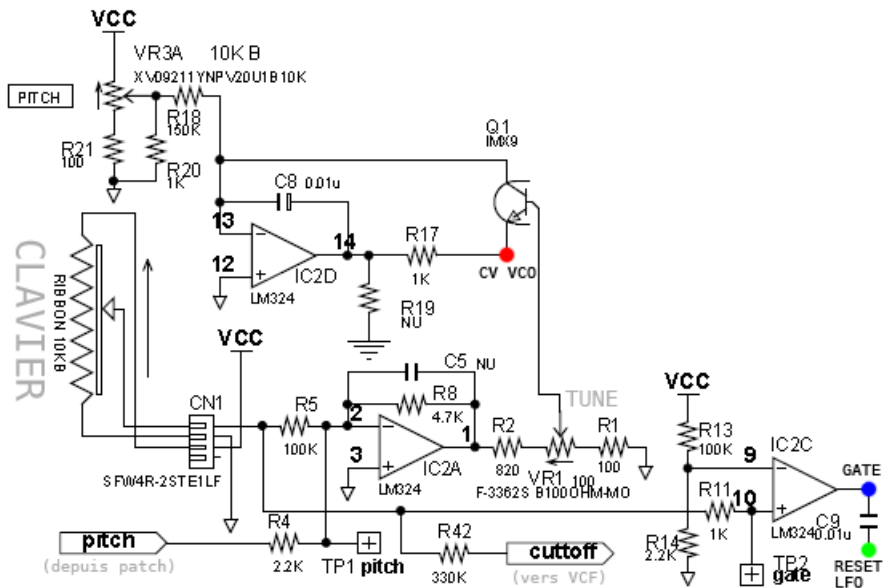 VCC
VR3A 10K B
XV09211YNPV20U1B10K
PITCH
R18
150K
R21
100
R20
1K
Q1
IMX9
C8 0.01u
13
12
14
IC2D
LM324
R17
1K
CV VCO
R19
NU
CLAVIER
RIBBON 10KB
VCC
CN1
SFW4R-2STE1LF
R5
100K
C5 NU
R8
4.7K
2
3
1
IC2A
LM324
TUNE
R2
820
VR1 100
F-3362S B100OHM-MO
R1
100
VCC
R13
100K
9
10
IC2C
LM324
GATE
R11
1K
C9
0.01u
R14
2.2K
TP2
gate
RESET
LFO
pitch
(depuis patch)
R4
2.2K
TP1 pitch
R42
330K
cuttoff
(vers VCF)